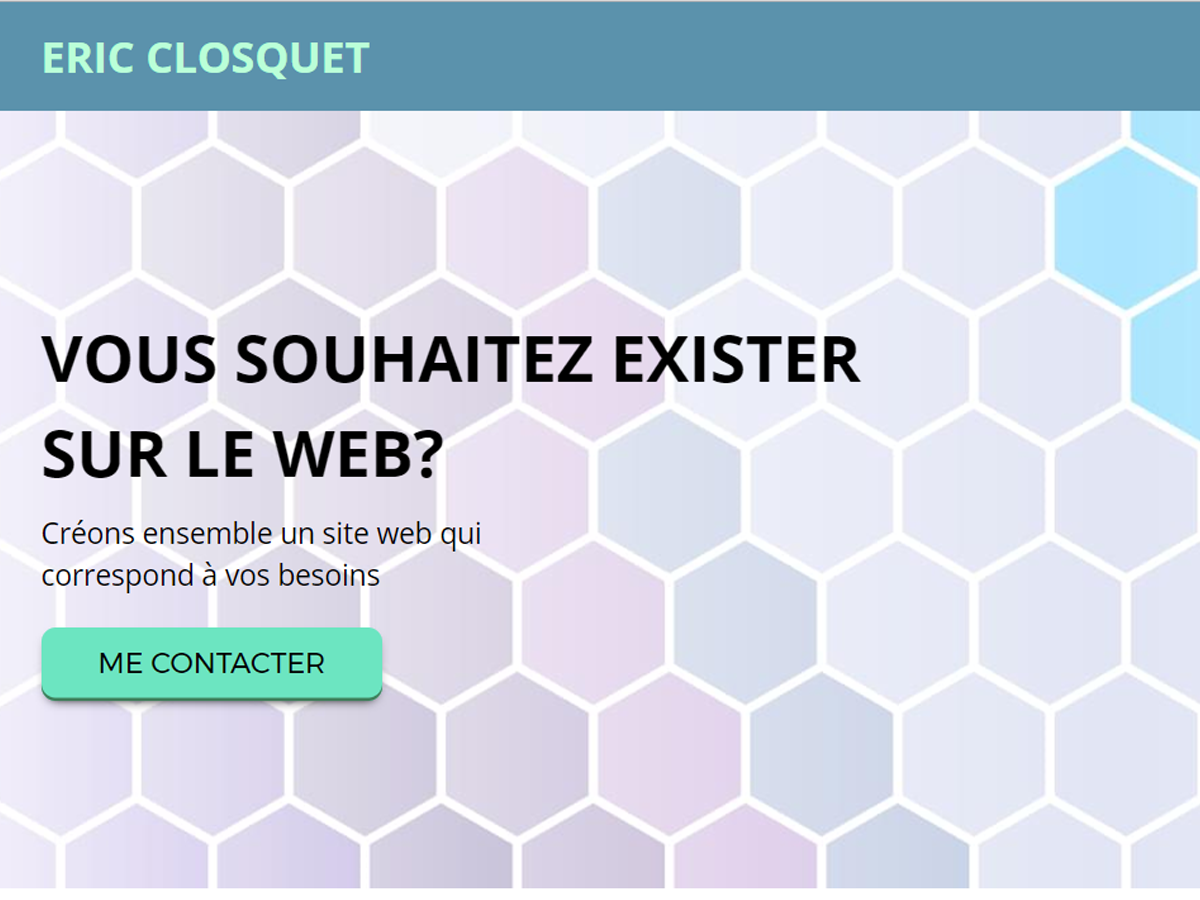 ERIC CLOSQUET
VOUS SOUHAITEZ EXISTER
SUR LE WEB?
Créons ensemble un site web qui
correspond à vos besoins
ME CONTACTER